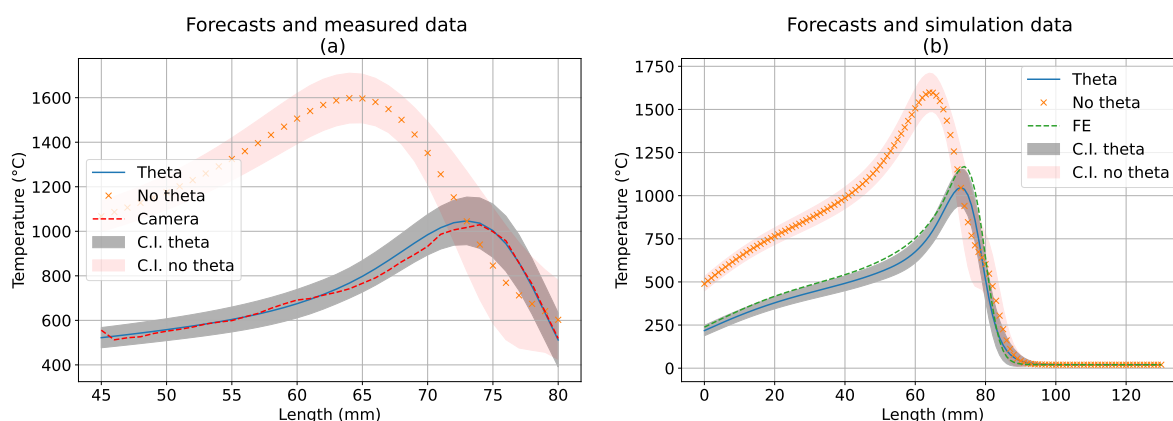 Forecasts and measured data
(a)
1600
1400
1200
1000
800
600
400
Temperature (°C)
Theta
No theta
Camera
C.I. theta
C.I. no theta
45 50 55 60 65 70 75 80
Length (mm)
Forecasts and simulation data
(b)
1750
1500
1250
1000
750
500
250
0
Temperature (°C)
Theta
No theta
FE
C.I. theta
C.I. no theta
0 20 40 60 80 100 120
Length (mm)